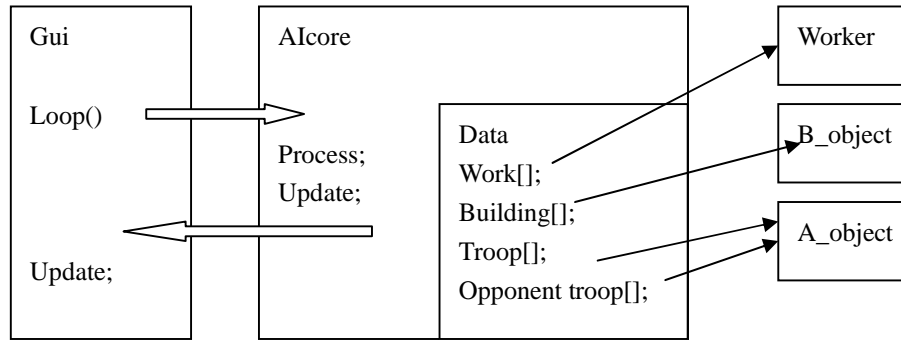 Gui
Loop()
Update;
AIcore
Process;
Update;
Data
Work[];
Building[];
Troop[];
Opponent troop[];
Worker
B_object
A_object